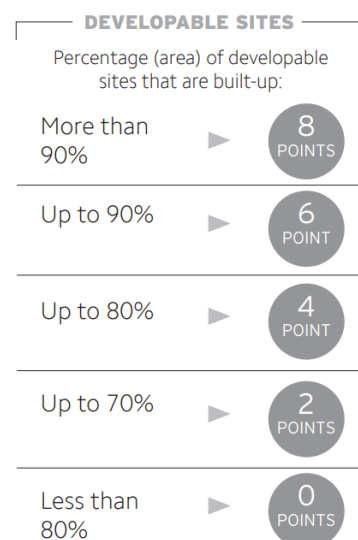 DEVELOPABLE SITES
Percentage (area) of developable
sites that are built-up:
More than
90%
8
POINTS
Up to 90%
6
POINT
Up to 80%
4
POINT
Up to 70%
2
POINTS
Less than
80%
0
POINTS